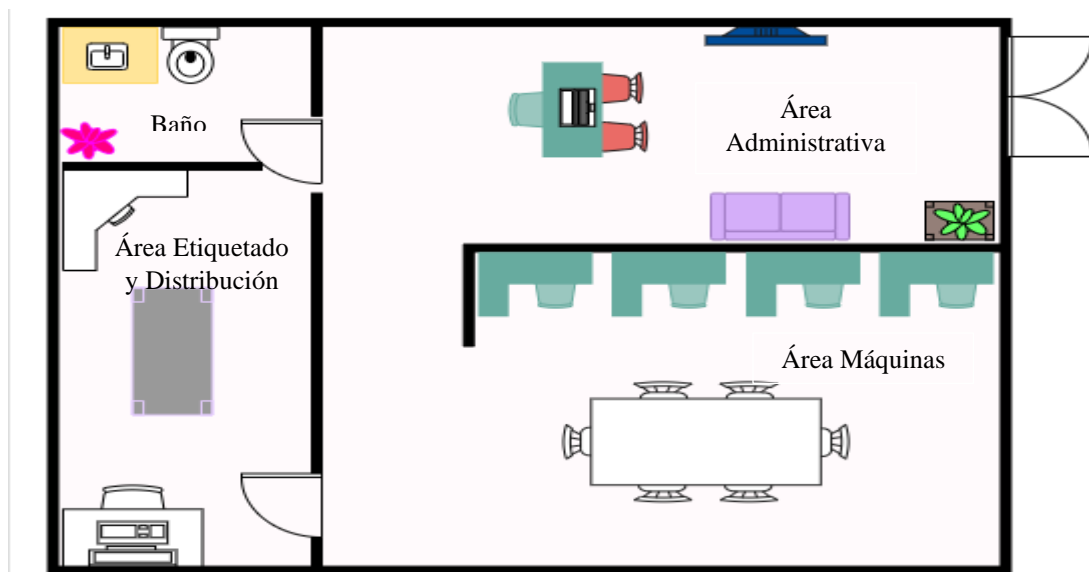 Baño
Área
Administrativa
Área Etiquetado
y Distribución
Área Máquinas